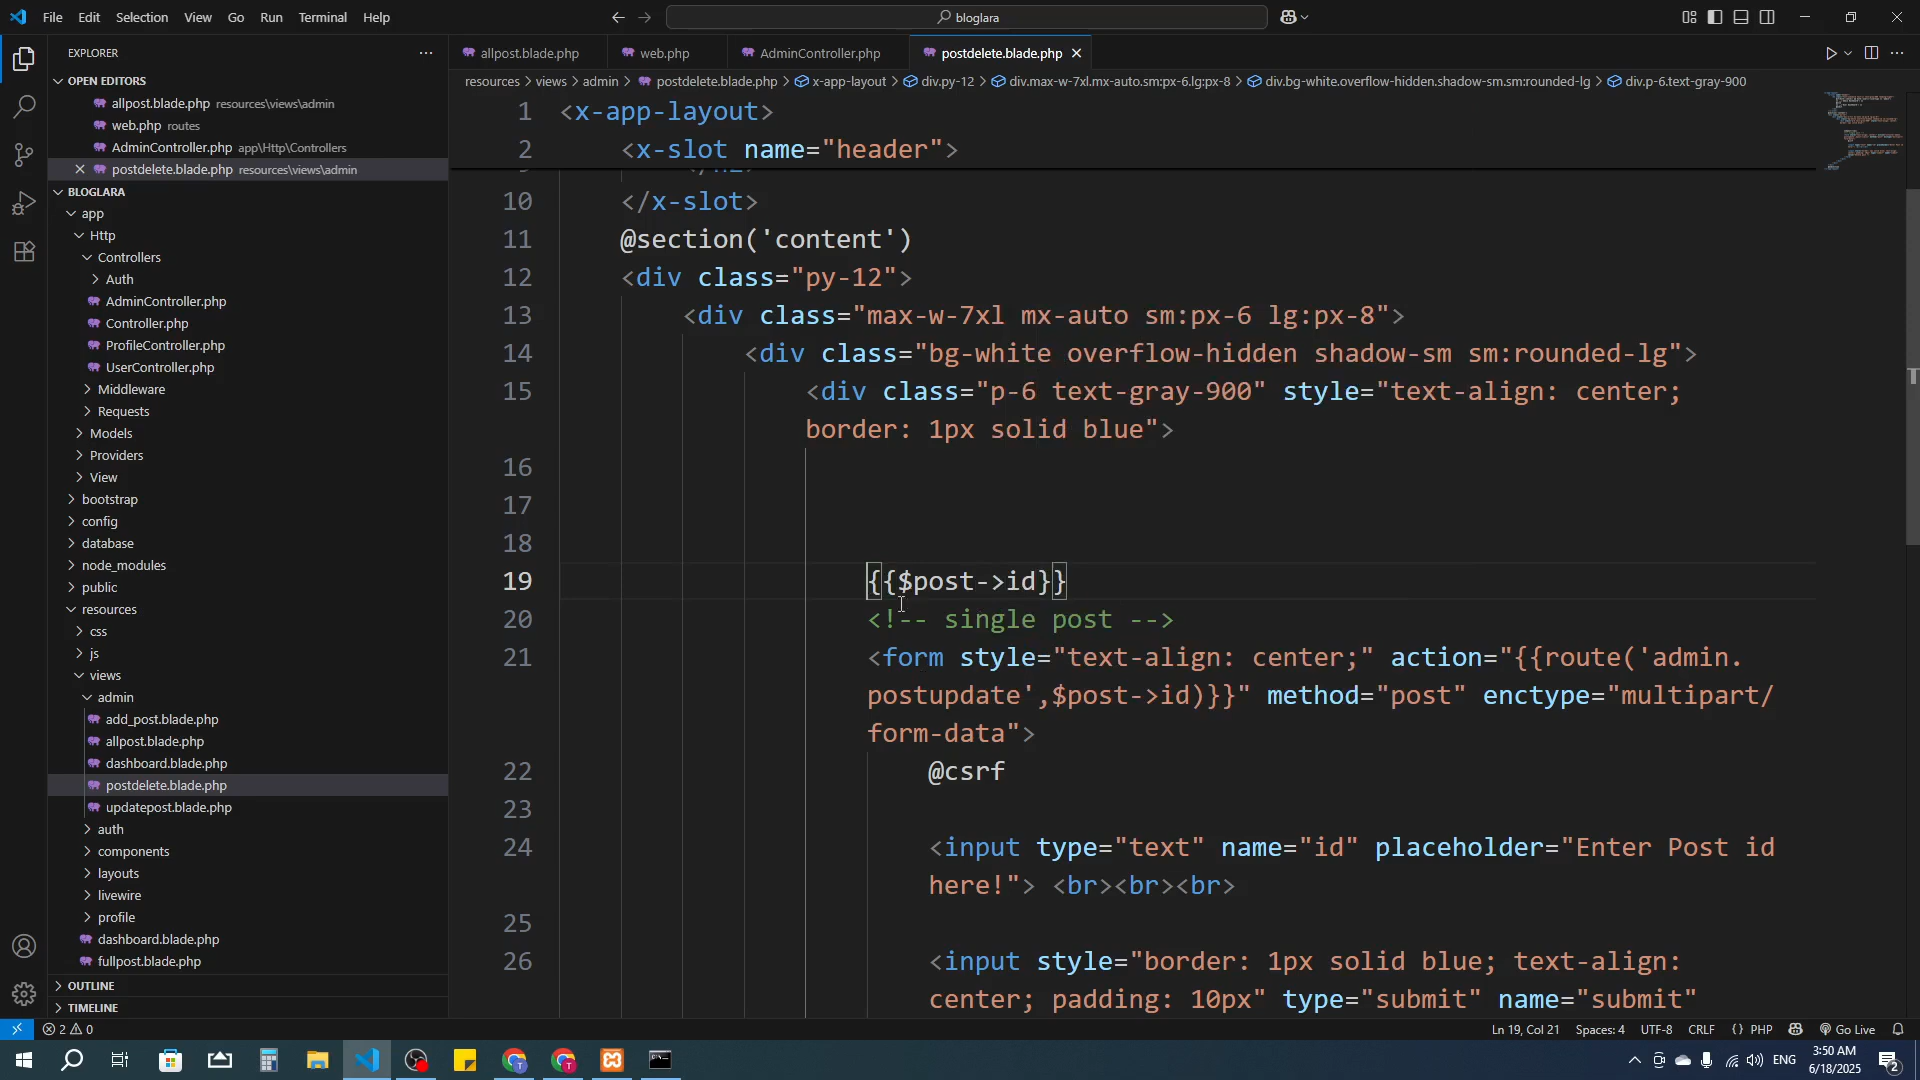 File Edit Selection View Go Run Terminal Help
bloglara
EXPLORER
OPEN EDITORS
allpost.blade.php resources\views\admin
web.php routes
AdminController.php app\Http\Controllers
postdelete.blade.php resources\views\admin
BLOGLARA
app
Http
Controllers
Auth
AdminController.php
Controller.php
ProfileController.php
UserController.php
Middleware
Requests
Models
Providers
View
bootstrap
config
database
node_modules
public
resources
css
js
views
admin
add_post.blade.php
allpost.blade.php
dashboard.blade.php
postdelete.blade.php
updatepost.blade.php
auth
components
layouts
livewire
profile
dashboard.blade.php
fullpost.blade.php
OUTLINE
TIMELINE
allpost.blade.php web.php AdminController.php postdelete.blade.php
resources > views > admin > postdelete.blade.php > x-app-layout > div.py-12 > div.max-w-7xl.mx-auto.sm:px-6.lg:px-8 > div.bg-white.overflow-hidden.shadow-sm.sm:rounded-lg > div.p-6.text-gray-900
1 <x-app-layout>
2 <x-slot name="header">
9 </h2>
10 </x-slot>
11 @section('content')
12 <div class="py-12">
13 <div class="max-w-7xl mx-auto sm:px-6 lg:px-8">
14 <div class="bg-white overflow-hidden shadow-sm sm:rounded-lg">
15 <div class="p-6 text-gray-900" style="text-align: center;
border: 1px solid blue">
16
17
18
19 {{$post->id}}
20 <!-- single post -->
21 <form style="text-align: center;" action="{{route('admin.
postupdate',$post->id)}}" method="post" enctype="multipart/
form-data">
22 @csrf
23
24 <input type="text" name="id" placeholder="Enter Post id
here!"> <br><br><br>
25
26 <input style="border: 1px solid blue; text-align:
center; padding: 10px" type="submit" name="submit"
2 0
Ln 19, Col 21 Spaces: 4 UTF-8 CRLF {} PHP Go Live
ENG
3:50 AM
6/18/2025
2